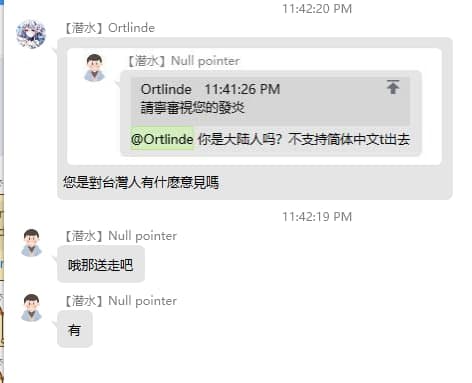 11:42:20 PM
【潜水】Ortlinde
【潜水】Null pointer
Ortlinde 11:41:26 PM
請寧審視您的發炎
@Ortlinde 你是大陆人吗？不支持简体中文t出去
您是對台灣人有什麽意見嗎
11:42:19 PM
【潜水】Null pointer
哦那送走吧
【潜水】Null pointer
有